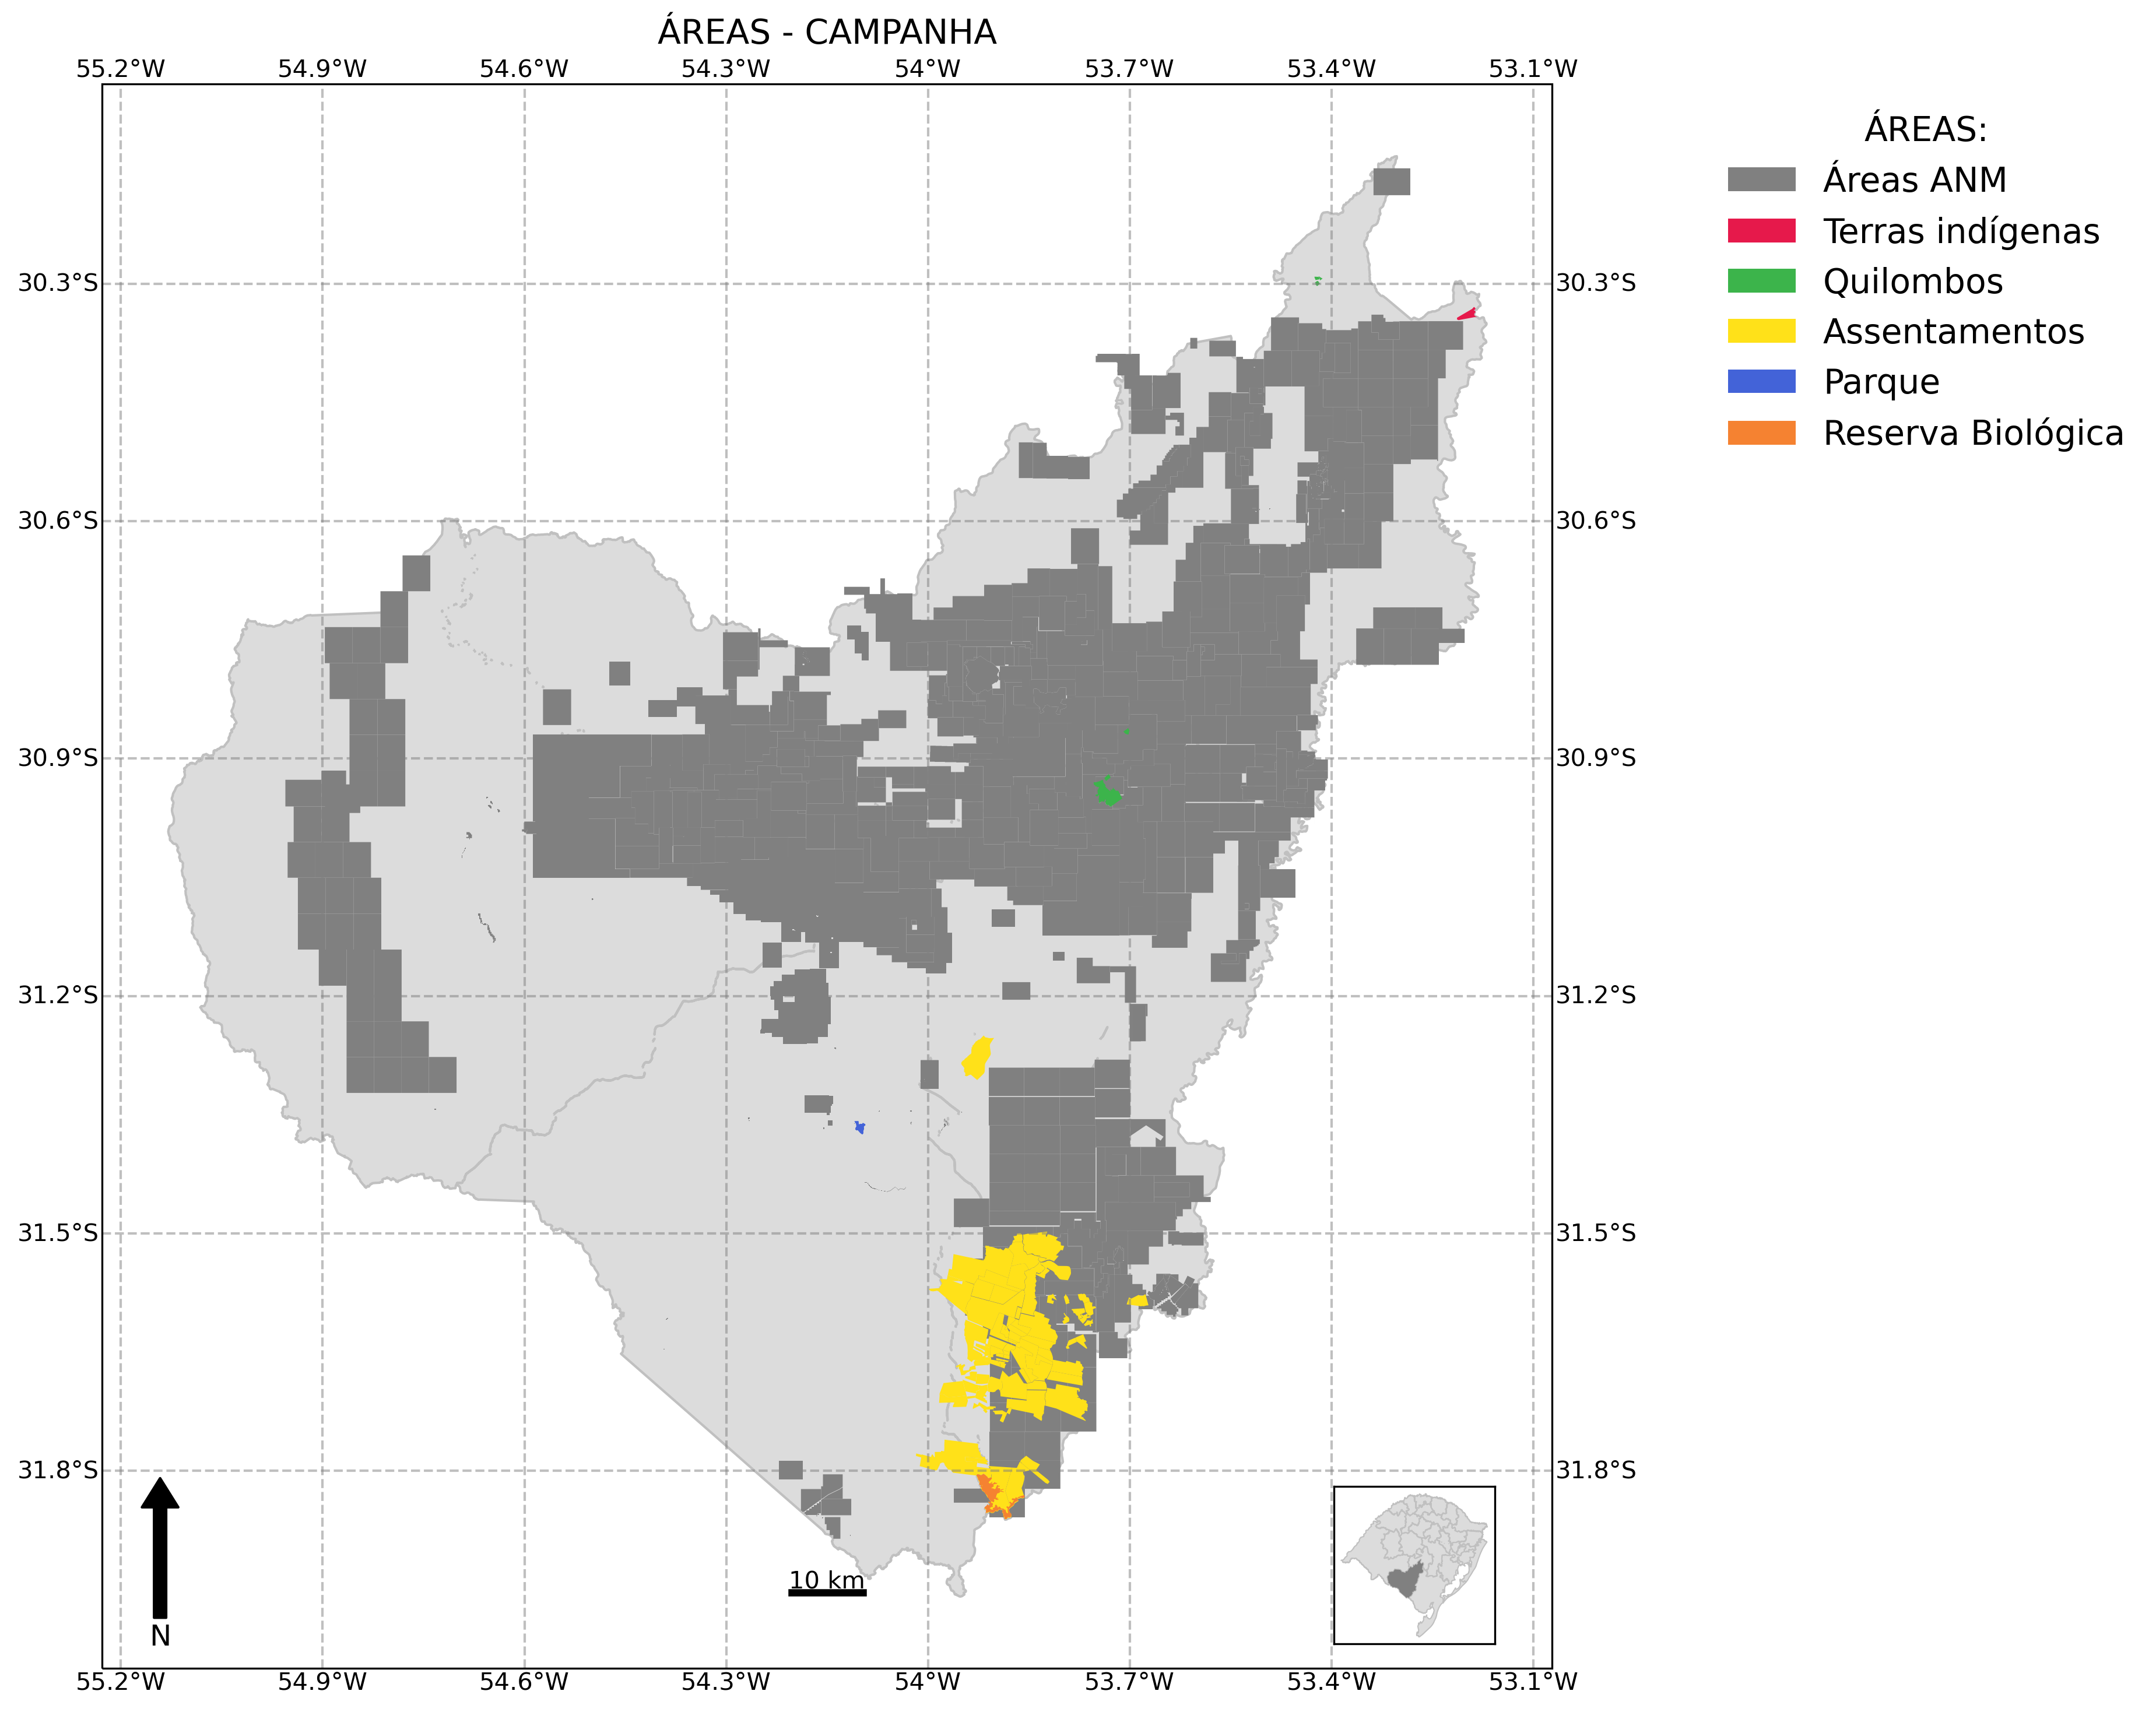 ÁREAS - CAMPANHA
55.2°W 54.9°W 54.6°W 54.3°W 54°W 53.7°W 53.4°W 53.1°W
ÁREAS:
Áreas ANM
Terras indígenas
Quilombos
Assentamentos
Parque
Reserva Biológica
30.3°S 30.3°S
30.6°S 30.6°S
30.9°S 30.9°S
31.2°S 31.2°S
31.5°S 31.5°S
31.8°S 31.8°S
10 km
N
55.2°W 54.9°W 54.6°W 54.3°W 54°W 53.7°W 53.4°W 53.1°W